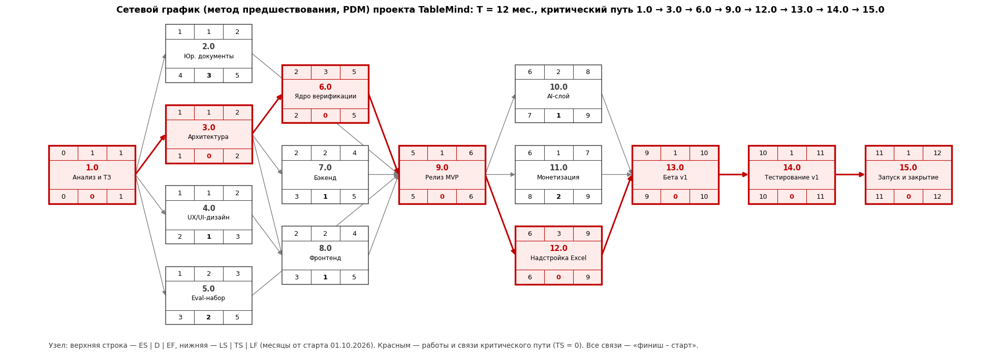 Сетевой график (метод предшествования, PDM) проекта TableMind: T = 12 мес., критический путь 1.0 → 3.0 → 6.0 → 9.0 → 12.0 → 13.0 → 14.0 → 15.0
0 1 1
1.0
Анализ и ТЗ
0 0 1
1 1 2
2.0
Юр. документы
4 3 5
1 1 2
3.0
Архитектура
1 0 2
1 1 2
4.0
UX/UI-дизайн
2 1 3
1 2 3
5.0
Eval-набор
3 2 5
2 3 5
6.0
Ядро верификации
2 0 5
2 2 4
7.0
Бэкенд
3 1 5
2 2 4
8.0
Фронтенд
3 1 5
5 1 6
9.0
Релиз MVP
5 0 6
6 2 8
10.0
AI-слой
7 1 9
6 1 7
11.0
Монетизация
8 2 9
6 3 9
12.0
Надстройка Excel
6 0 9
9 1 10
13.0
Бета v1
9 0 10
10 1 11
14.0
Тестирование v1
10 0 11
11 1 12
15.0
Запуск и закрытие
11 0 12
Узел: верхняя строка — ES | D | EF, нижняя — LS | TS | LF (месяцы от старта 01.10.2026). Красным — работы и связи критического пути (TS = 0). Все связи — «финиш – старт».